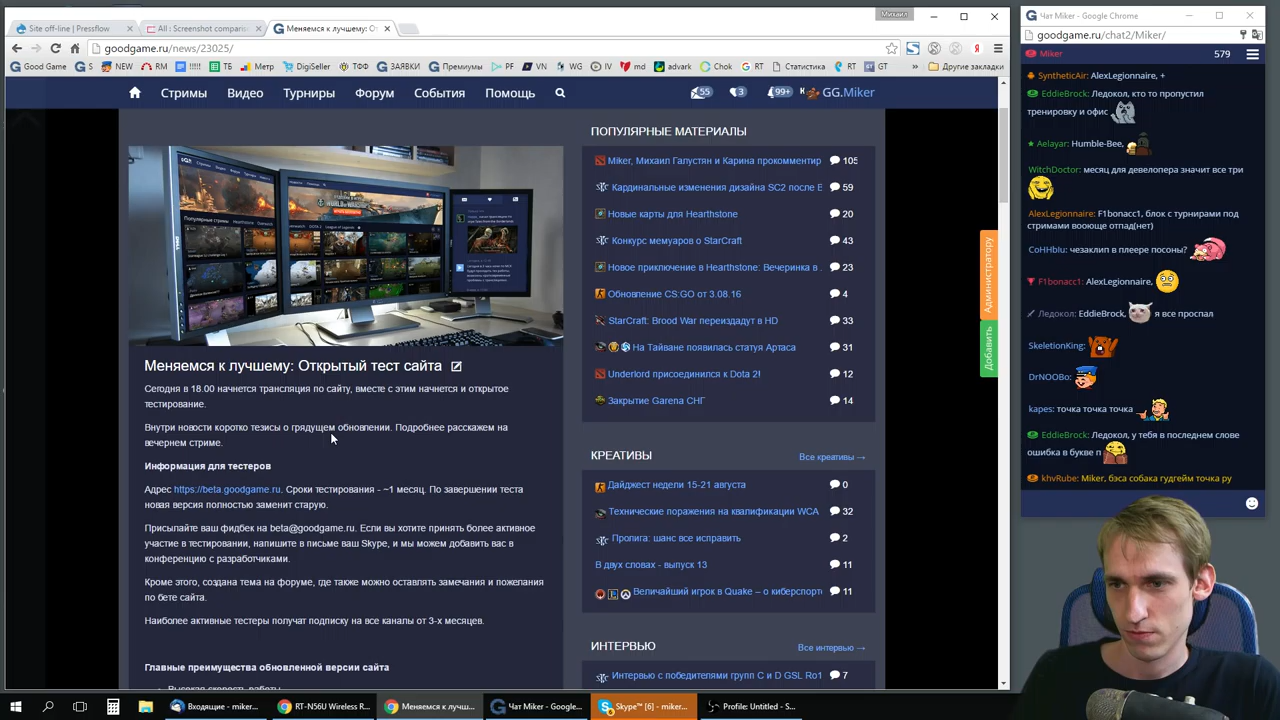 Михаил
Site off-line | Pressflow
All : Screenshot comparis
Меняемся к лучшему: От
goodgame.ru/news/23025/
Good Game
G S
NEW
RM
ТБ
Метр
DigiSeller
ОФФ
ЗАЯВКИ
Премиумы
PF
VN
WG
IV
md
advark
Chok
RT
Статистика
RT
GT
Другие закладки
Стримы
Видео
Турниры
Форум
События
Помощь
55
3
99+
GG.Miker
ПОПУЛЯРНЫЕ МАТЕРИАЛЫ
Miker, Михаил Галустян и Карина прокомментир 105
Кардинальные изменения дизайна SC2 после B 59
Новые карты для Hearthstone 20
Конкурс мемуаров о StarCraft 43
Новое приключение в Hearthstone: Вечеринка в . 23
Обновление CS:GO от 3.08.16 4
StarCraft: Brood War переиздадут в HD 33
На Тайване появилась статуя Артаса 31
Underlord присоединился к Dota 2! 12
Закрытие Garena СНГ 14
Администратору
Добавить
Меняемся к лучшему: Открытый тест сайта
Сегодня в 18.00 начнется трансляция по сайту, вместе с этим начнется и открытое
тестирование.
Внутри новости коротко тезисы о грядущем обновлении. Подробнее расскажем на
вечернем стриме.
Информация для тестеров
Адрес https://beta.goodgame.ru. Сроки тестирования - ~1 месяц. По завершении теста
новая версия полностью заменит старую.
Присылайте ваш фидбек на beta@goodgame.ru. Если вы хотите принять более активное
участие в тестировании, напишите в письме ваш Skype, и мы можем добавить вас в
конференцию с разработчиками.
Кроме этого, создана тема на форуме, где также можно оставлять замечания и пожелания
по бете сайта.
Наиболее активные тестеры получат подписку на все каналы от 3-х месяцев.
Главные преимущества обновленной версии сайта
Высокая скорость работы
КРЕАТИВЫ
Все креативы →
Дайджест недели 15-21 августа 0
Технические поражения на квалификации WCA 32
Пролига: шанс все исправить 2
В двух словах - выпуск 13 11
Величайший игрок в Quake – о киберспорте 11
ИНТЕРВЬЮ
Все интервью →
Интервью с победителями групп C и D GSL Ro1 7
Чат Miker - Google Chrome
goodgame.ru/chat2/Miker/
Miker 579
SyntheticAir: AlexLegionnaire, +
EddieBrock: Ледокол, кто то пропустил
тренировку и офис
Aelayar: Humble-Bee,
WitchDoctor: месяц для девелопера значит все три
AlexLegionnaire: F1bonacc1, блок с турнирами под
стримами воюще отпад(нет)
CoHHblu: чезаклип в плеере посоны?
F1bonacc1: AlexLegionnaire,
Ледокол: EddieBrock, я все проспал
SkeletionKing:
DrNOOBo:
kapes: точка точка точка
EddieBrock: Ледокол, у тебя в последнем слове
ошибка в букве п
khvRube: Miker, бэса собака гудгейм точка ру
Входящие - miker...
RT-N56U Wireless R...
Меняемся к лучш...
Чат Miker - Google...
Skype™ [6] - miker...
Profile: Untitled - S...